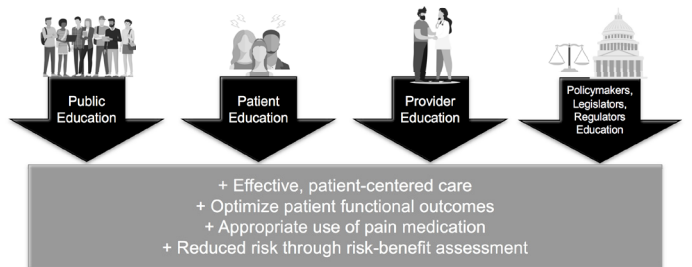 Public
Education
Patient
Education
Provider
Education
Policymakers,
Legislators,
Regulators
Education
+ Effective, patient-centered care
+ Optimize patient functional outcomes
+ Appropriate use of pain medication
+ Reduced risk through risk-benefit assessment